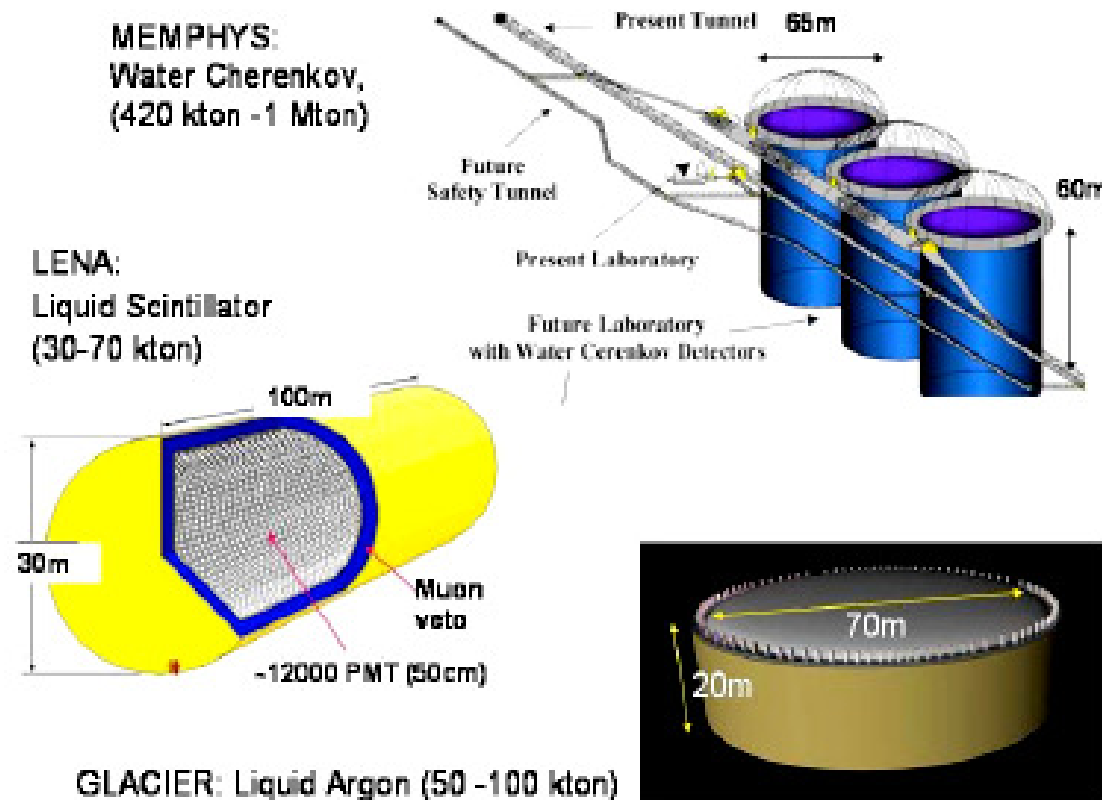 MEMPHYS:
Water Cherenkov,
(420 kton -1 Mton)
Present Tunnel
65m
Future
Safety Tunnel
60m
Present Laboratory
Future Laboratory
with Water Cerenkov Detectors
LENA:
Liquid Scintillator
(30-70 kton)
100m
30m
Muon
veto
~12000 PMT (50cm)
70m
20m
GLACIER: Liquid Argon (50 -100 kton)